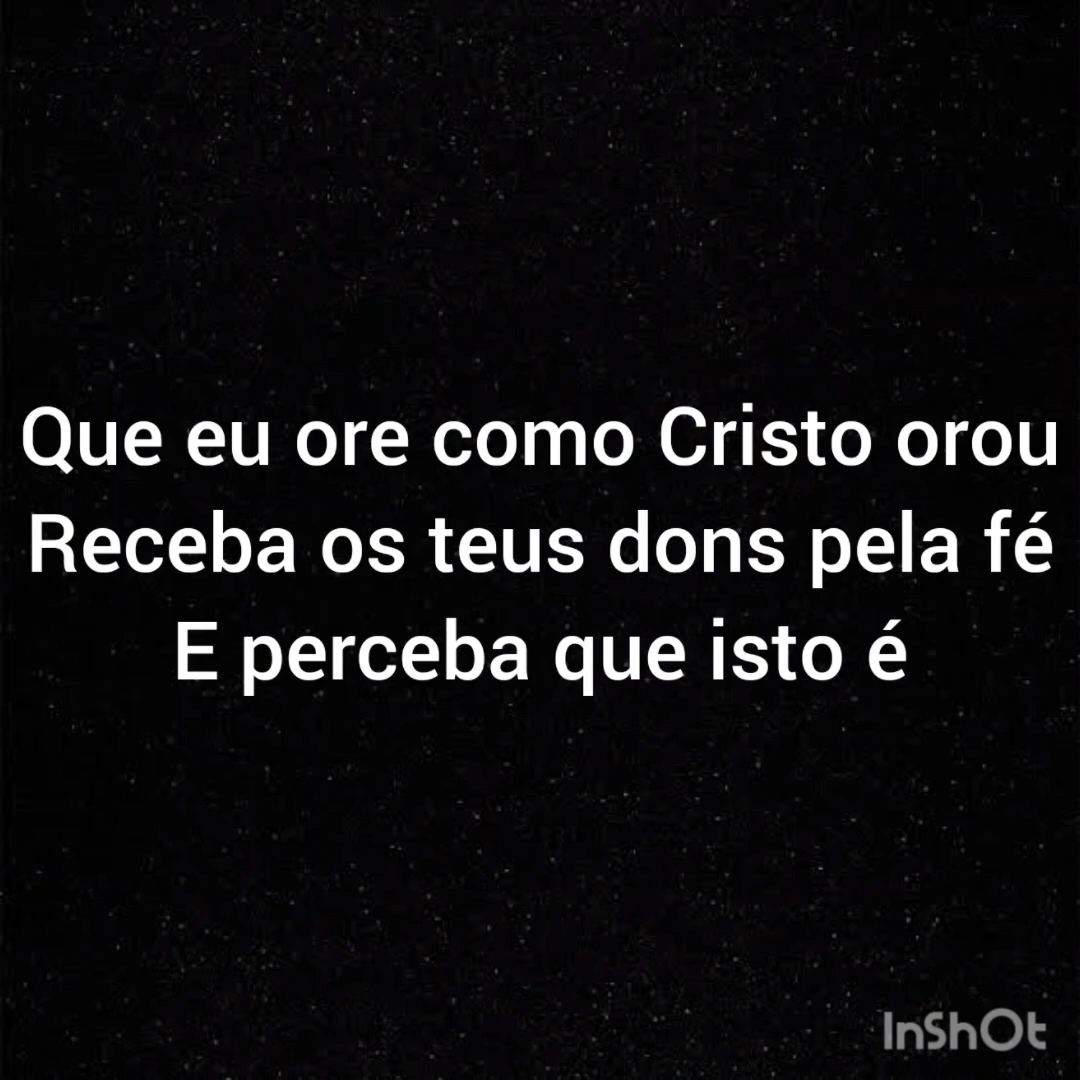 Que eu ore como Cristo orou
Receba os teus dons pela fé
E perceba que isto é
InShOt